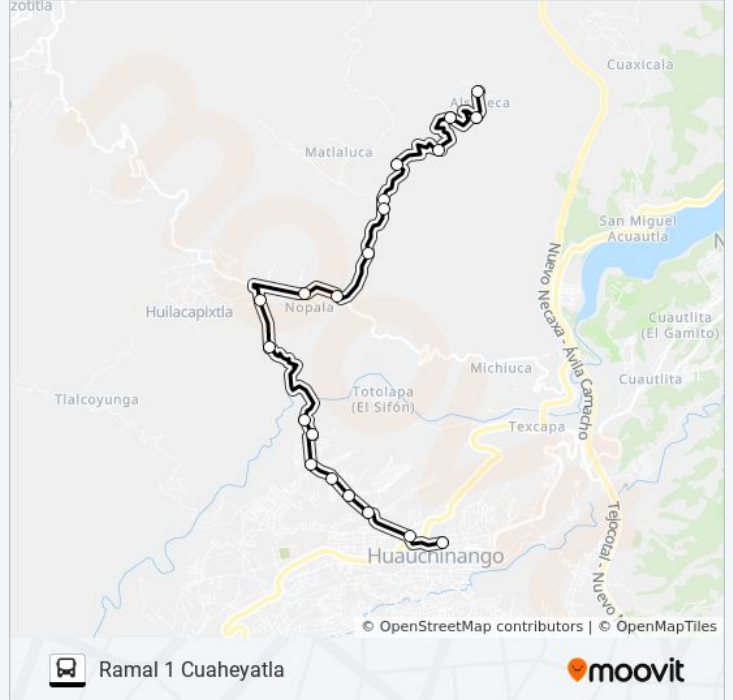 zotitla
Cuaxicala
Matlaluca
San Miguel
Acuautla
Huilacapixtla
Nopala
Nuevo Necaxa - Ávila Camacho
Cuautlita
(El Gamito)
Michiuca
Cuautlita
Tlalcoyunga
Totolapa
(El Sifón)
Texcapa
Tejocotal - Nuevo
Huauchinango
© OpenStreetMap contributors | © OpenMapTiles
Ramal 1 Cuaheyatla
moovit